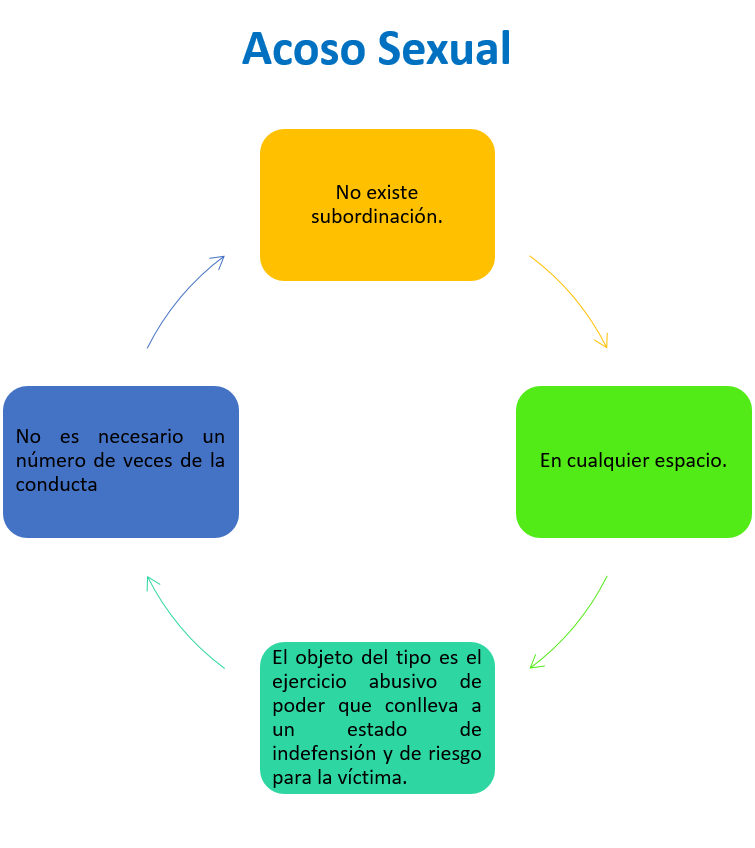 Acoso Sexual
No existe
subordinación.
En cualquier espacio.
El objeto del tipo es el
ejercicio abusivo de
poder que conlleva a
un estado de
indefensión y de riesgo
para la víctima.
No es necesario un
número de veces de la
conducta